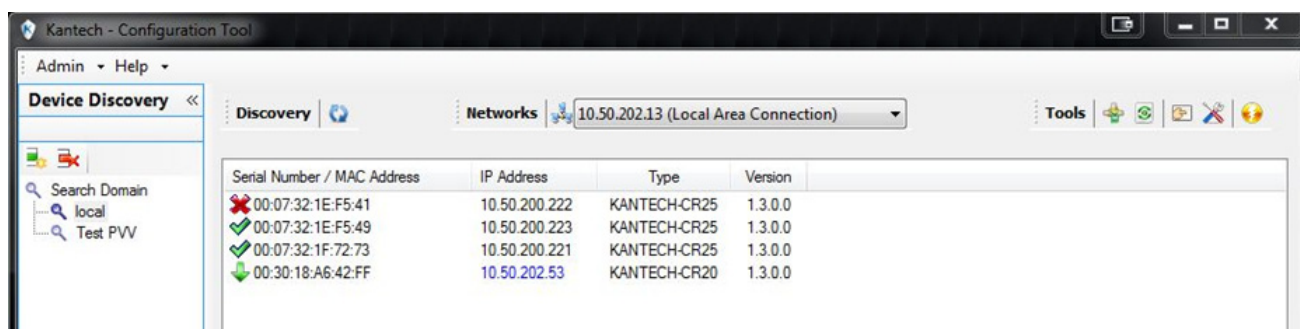 Kantech - Configuration Tool
Admin Help
Device Discovery «
Discovery Networks 10.50.202.13 (Local Area Connection) Tools
Search Domain
local
Test PVV
Serial Number / MAC Address IP Address Type Version
00:07:32:1E:F5:41 10.50.200.222 KANTECH-CR25 1.3.0.0
00:07:32:1E:F5:49 10.50.200.223 KANTECH-CR25 1.3.0.0
00:07:32:1F:72:73 10.50.200.221 KANTECH-CR25 1.3.0.0
00:30:18:A6:42:FF 10.50.202.53 KANTECH-CR20 1.3.0.0